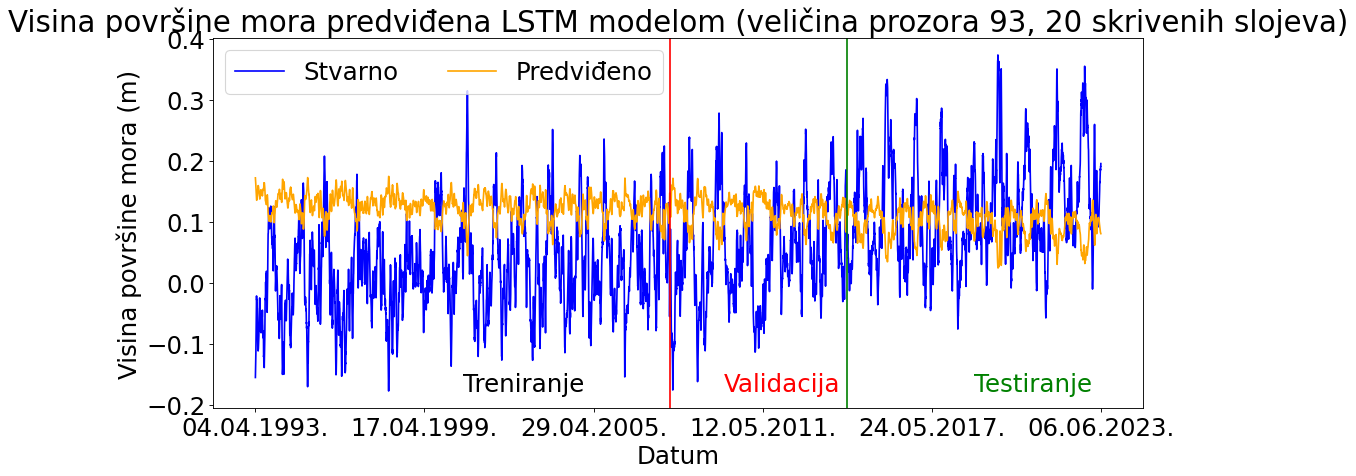 Visina površine mora predviđena LSTM modelom (veličina prozora 93, 20 skrivenih slojeva)
Stvarno Predviđeno
Visina površine mora (m)
0.4
0.3
0.2
0.1
0.0
−0.1
−0.2
Treniranje Validacija Testiranje
04.04.1993. 17.04.1999. 29.04.2005. 12.05.2011. 24.05.2017. 06.06.2023.
Datum